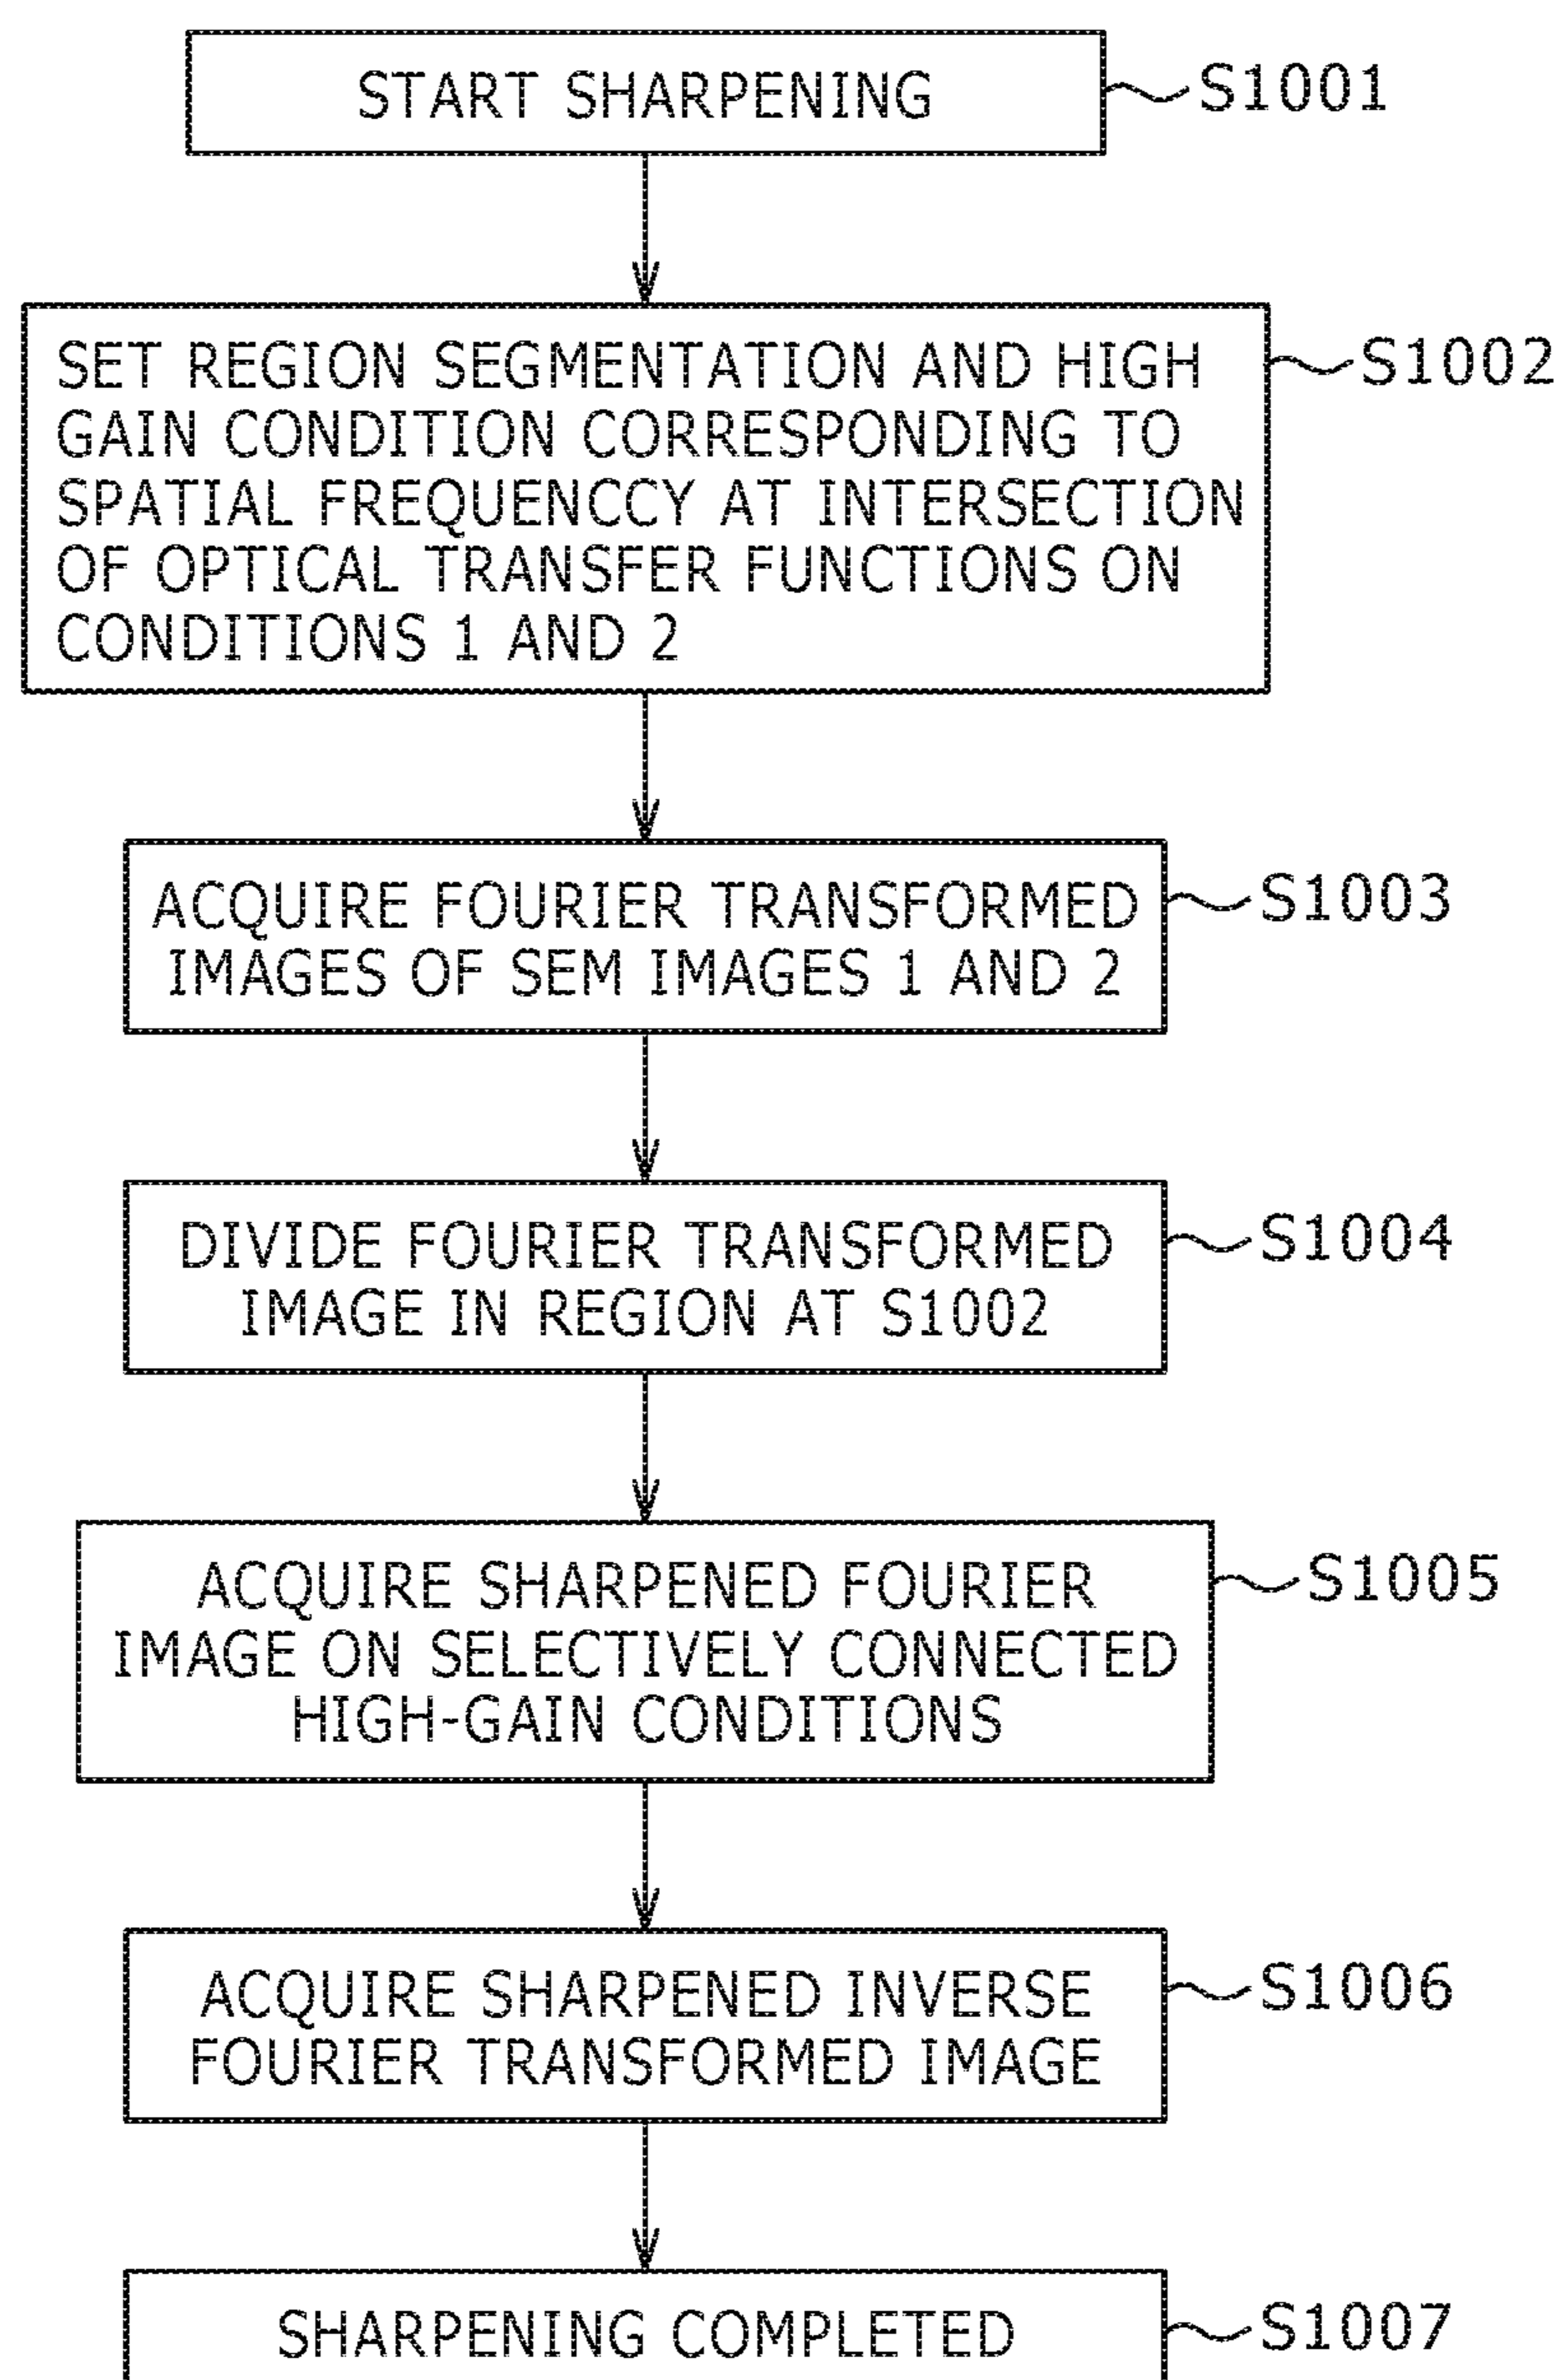 START SHARPENING
S1001
SET REGION SEGMENTATION AND HIGH
GAIN CONDITION CORRESPONDING TO
SPATIAL FREQUENCCY AT INTERSECTION
OF OPTICAL TRANSFER FUNCTIONS ON
CONDITIONS 1 AND 2
S1002
ACQUIRE FOURIER TRANSFORMED
IMAGES OF SEM IMAGES 1 AND 2
S1003
DIVIDE FOURIER TRANSFORMED
IMAGE IN REGION AT S1002
S1004
ACQUIRE SHARPENED FOURIER
IMAGE ON SELECTIVELY CONNECTED
HIGH-GAIN CONDITIONS
S1005
ACQUIRE SHARPENED INVERSE
FOURIER TRANSFORMED IMAGE
S1006
SHARPENING COMPLETED
S1007